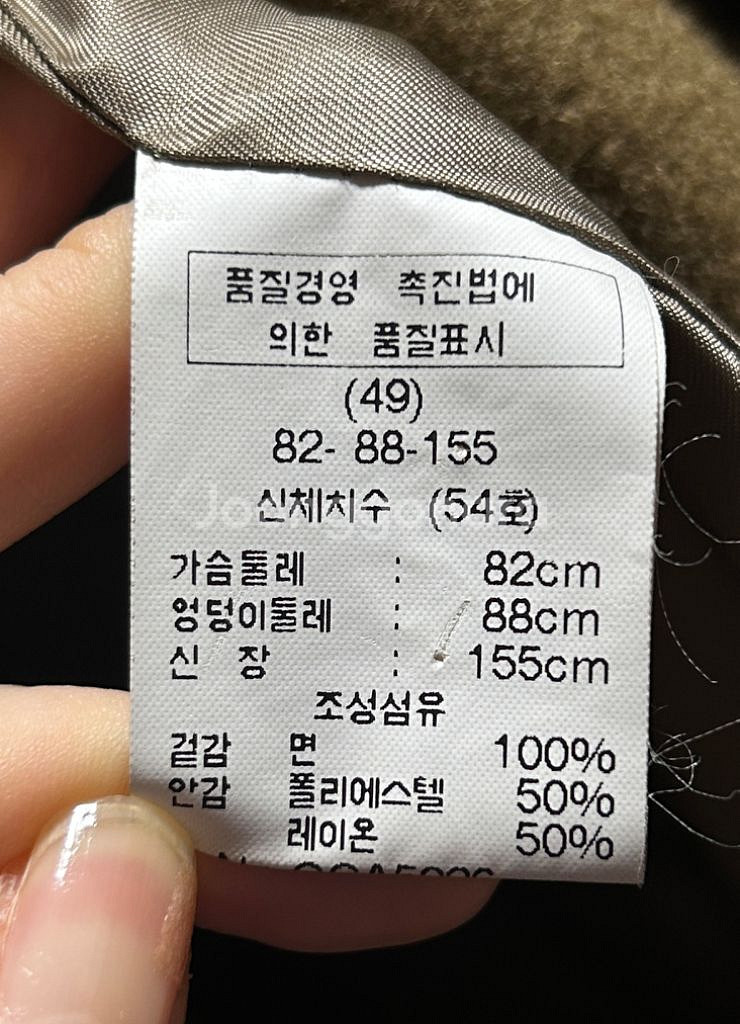 품질경영 촉진법에
의한 품질표시
(49)
82- 88-155
신체치수 (54호)
가슴둘레 : 82cm
엉덩이둘레 : 88cm
신 장 : 155cm
조성섬유
겉감 면 100%
안감 폴리에스텔 50%
레이온 50%